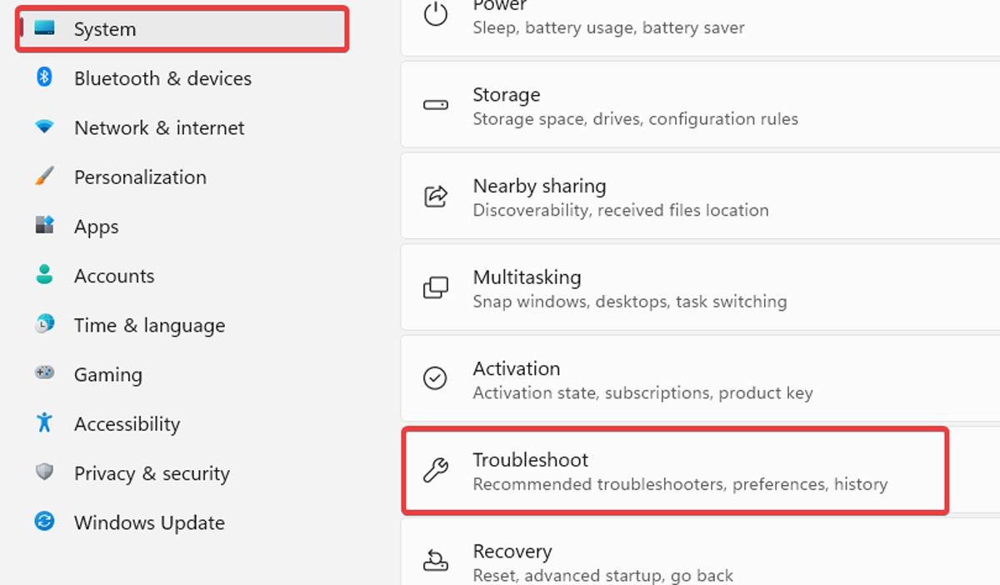 System
Bluetooth & devices
Network & internet
Personalization
Apps
Accounts
Time & language
Gaming
Accessibility
Privacy & security
Windows Update
Power
Sleep, battery usage, battery saver
Storage
Storage space, drives, configuration rules
Nearby sharing
Discoverability, received files location
Multitasking
Snap windows, desktops, task switching
Activation
Activation state, subscriptions, product key
Troubleshoot
Recommended troubleshooters, preferences, history
Recovery
Reset, advanced startup, go back